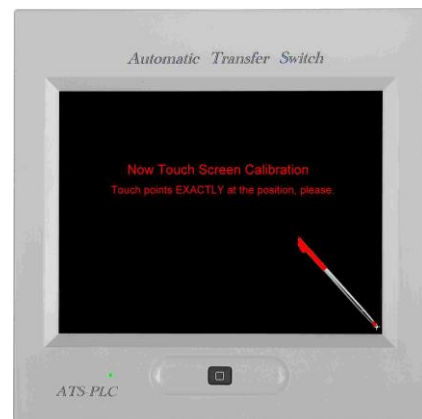 Automatic Transfer Switch
Now Touch Screen Calibration
Touch points EXACTLY at the position, please.
ATS-PLC